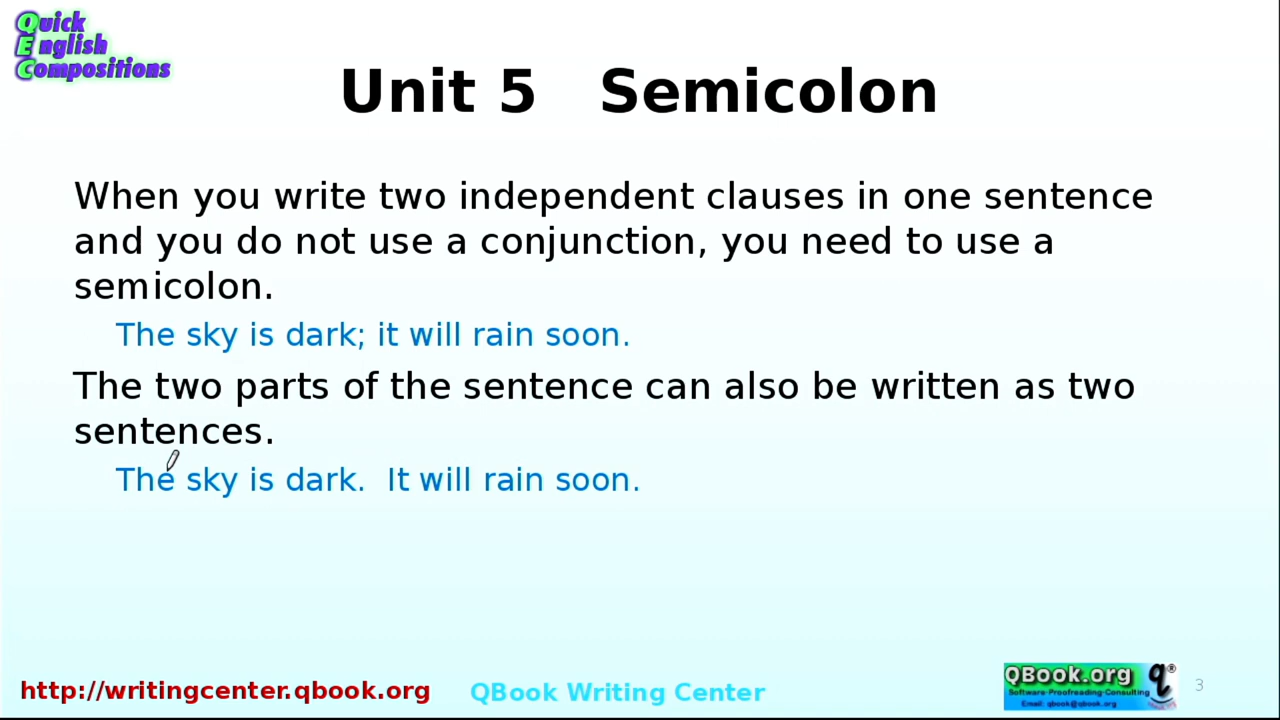 Quick
English
Compositions
Unit 5 Semicolon
When you write two independent clauses in one sentence
and you do not use a conjunction, you need to use a
semicolon.
The sky is dark; it will rain soon.
The two parts of the sentence can also be written as two
sentences.
The sky is dark. It will rain soon.
http://writingcenter.qbook.org
QBook Writing Center
QBook.org q®
Software-Proofreading-Consulting
Email: qbook@qbook.org
3